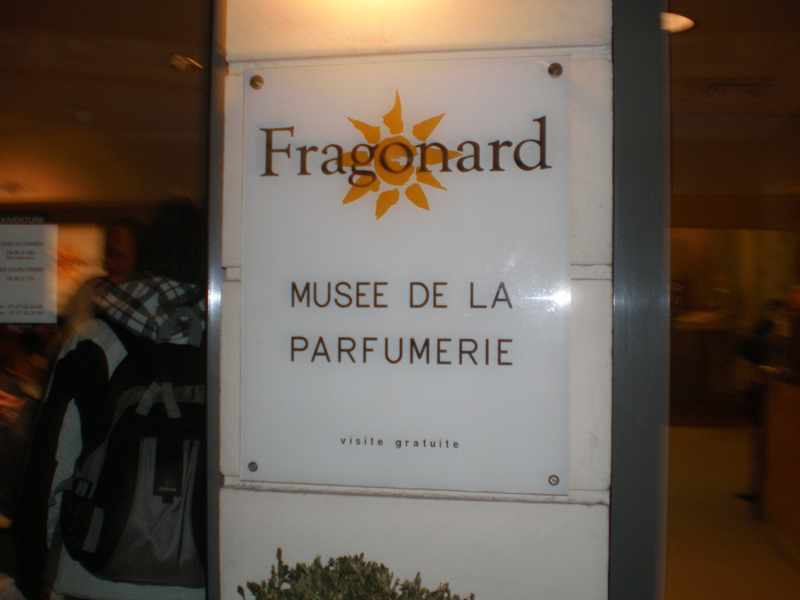 Fragonard
MUSEE DE LA
PARFUMERIE
visite gratuite